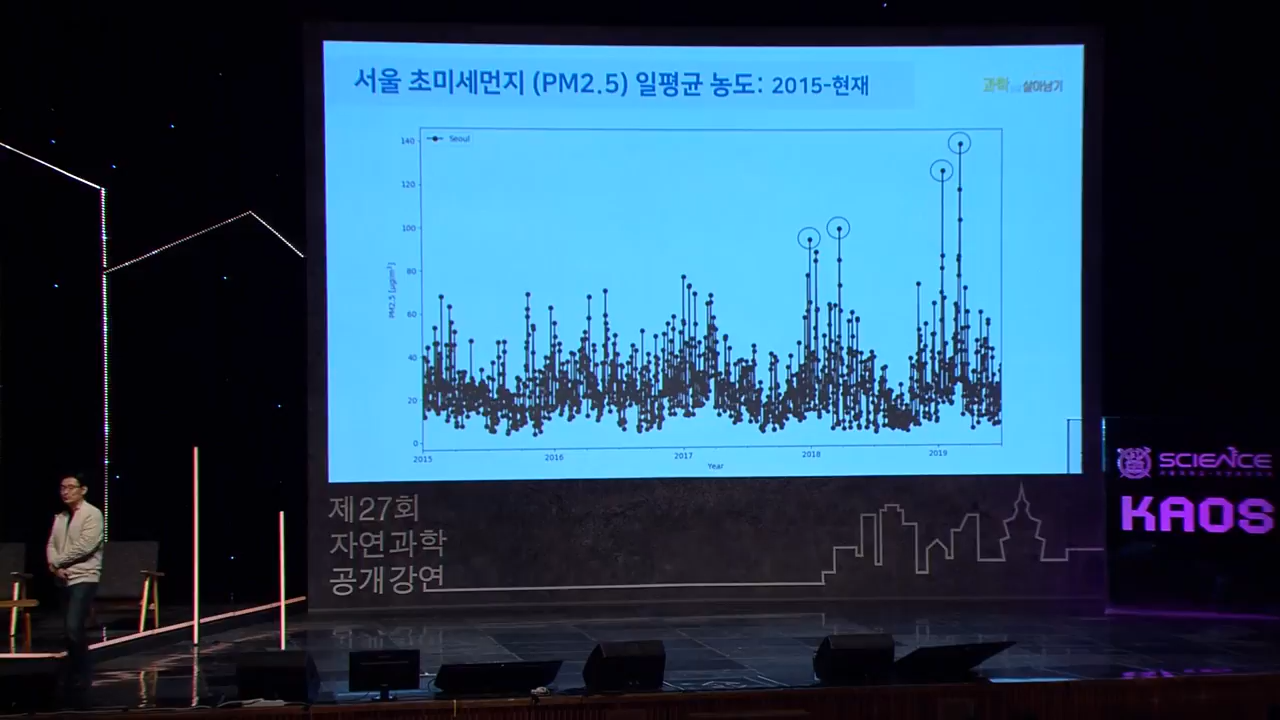 서울 초미세먼지 (PM2.5) 일평균 농도: 2015-현재
과학 살아남기
Seoul
140
120
100
80
60
40
20
0
PM2.5 [μg/m³]
2015
2016
2017
2018
2019
Year
제27회
자연과학
공개강연
SCIENCE
KAOS